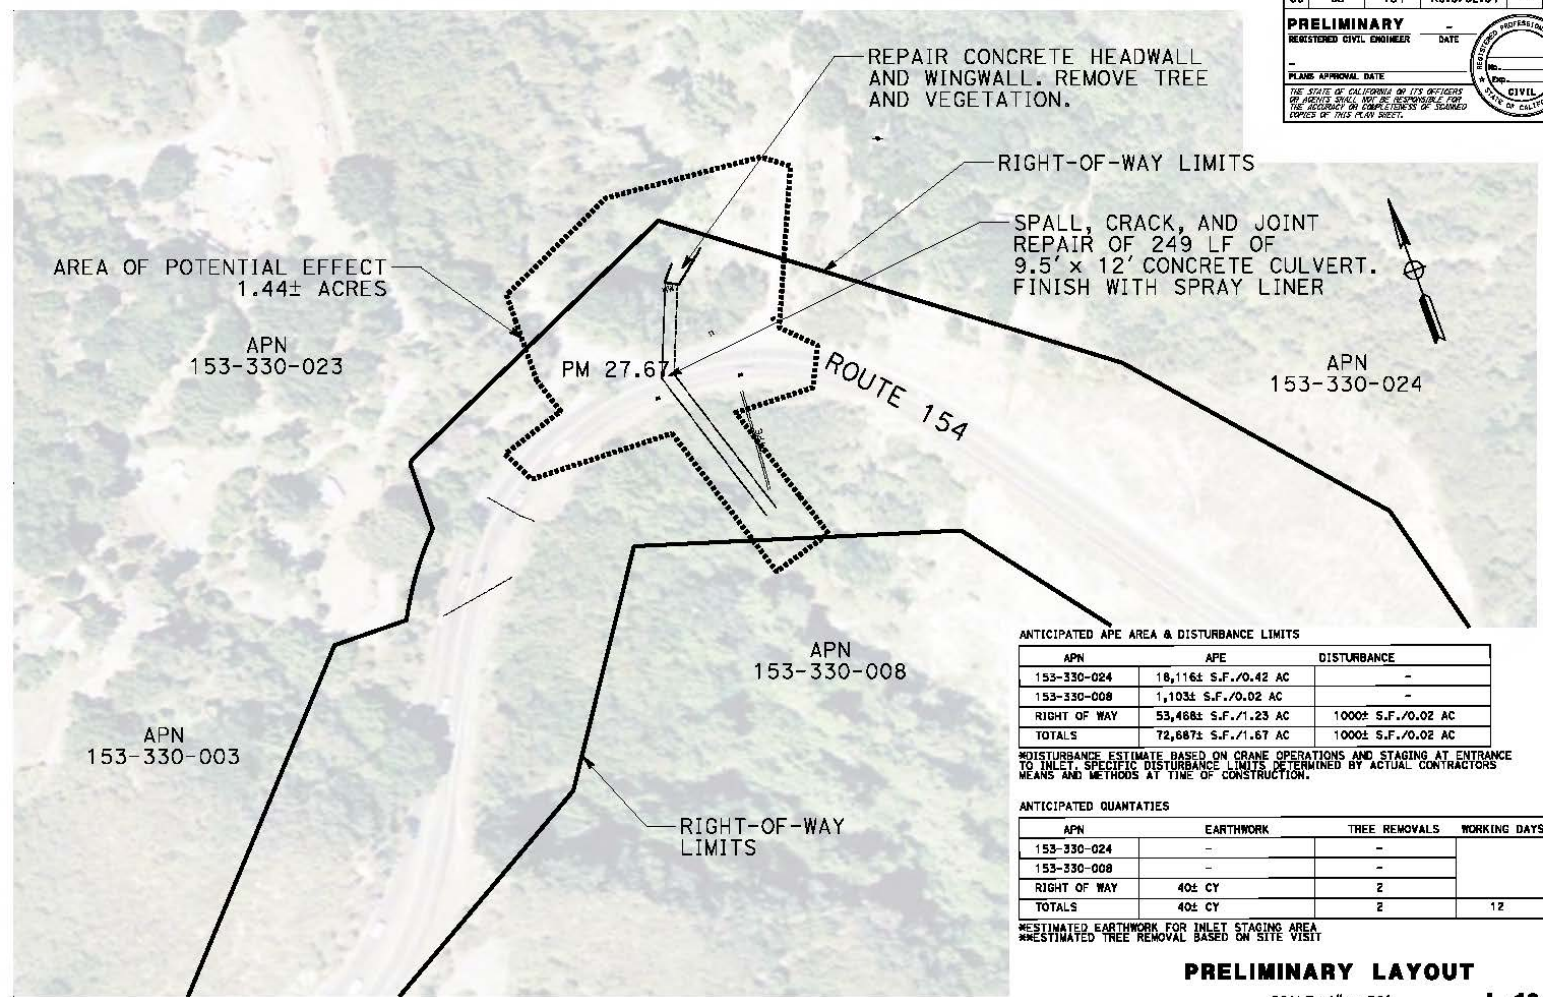 PRELIMINARY
REGISTERED CIVIL ENGINEER
DATE
PLANS APPROVAL DATE
THE STATE OF CALIFORNIA OR ITS OFFICERS
OR AGENTS SHALL NOT BE RESPONSIBLE FOR
THE ACCURACY OR COMPLETENESS OF SCANNED
COPIES OF THIS PLAN SHEET.
No.
Exp.
CIVIL
REPAIR CONCRETE HEADWALL
AND WINGWALL. REMOVE TREE
AND VEGETATION.
RIGHT-OF-WAY LIMITS
SPALL, CRACK, AND JOINT
REPAIR OF 249 LF OF
9.5' x 12' CONCRETE CULVERT.
FINISH WITH SPRAY LINER
AREA OF POTENTIAL EFFECT
1.44± ACRES
APN
153-330-023
PM 27.67
ROUTE 154
APN
153-330-024
APN
153-330-008
APN
153-330-003
RIGHT-OF-WAY
LIMITS
ANTICIPATED APE AREA & DISTURBANCE LIMITS
APN APE DISTURBANCE
153-330-024 18,116± S.F./0.42 AC -
153-330-008 1,103± S.F./0.02 AC -
RIGHT OF WAY 53,468± S.F./1.23 AC 1000± S.F./0.02 AC
TOTALS 72,687± S.F./1.67 AC 1000± S.F./0.02 AC
*DISTURBANCE ESTIMATE BASED ON CRANE OPERATIONS AND STAGING AT ENTRANCE
TO INLET. SPECIFIC DISTURBANCE LIMITS DETERMINED BY ACTUAL CONTRACTORS
MEANS AND METHODS AT TIME OF CONSTRUCTION.
ANTICIPATED QUANTATIES
APN EARTHWORK TREE REMOVALS WORKING DAYS
153-330-024 - -
153-330-008 - -
RIGHT OF WAY 40± CY 2
TOTALS 40± CY 2 12
*ESTIMATED EARTHWORK FOR INLET STAGING AREA
**ESTIMATED TREE REMOVAL BASED ON SITE VISIT
PRELIMINARY LAYOUT